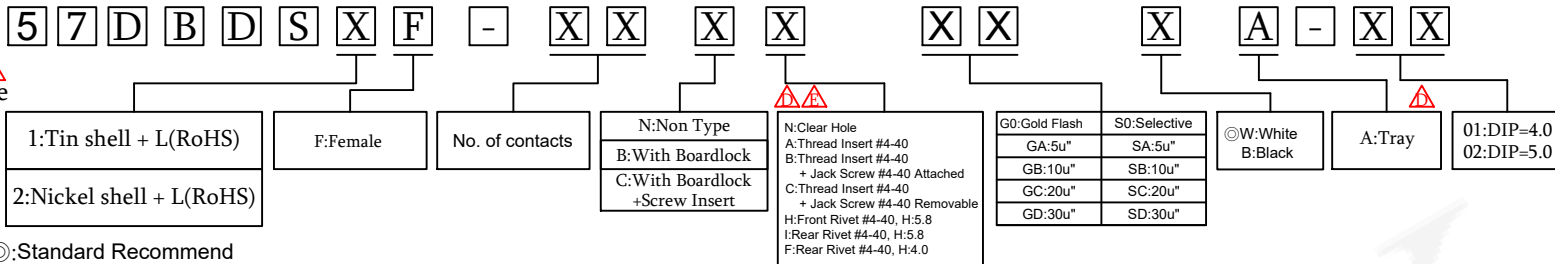 57DBDSXF-XXXX XX XA-XX
e
1:Tin shell + L(RoHS)
2:Nickel shell + L(RoHS)
F:Female
No. of contacts
N:Non Type
B:With Boardlock
C:With Boardlock
+Screw Insert
D E
N:Clear Hole
A:Thread Insert #4-40
B:Thread Insert #4-40
+ Jack Screw #4-40 Attached
C:Thread Insert #4-40
+ Jack Screw #4-40 Removable
H:Front Rivet #4-40, H:5.8
I:Rear Rivet #4-40, H:5.8
F:Rear Rivet #4-40, H:4.0
G0:Gold Flash S0:Selective
GA:5u" SA:5u"
GB:10u" SB:10u"
GC:20u" SC:20u"
GD:30u" SD:30u"
◎W:White
B:Black
D
A:Tray
01:DIP=4.0
02:DIP=5.0
◎:Standard Recommend